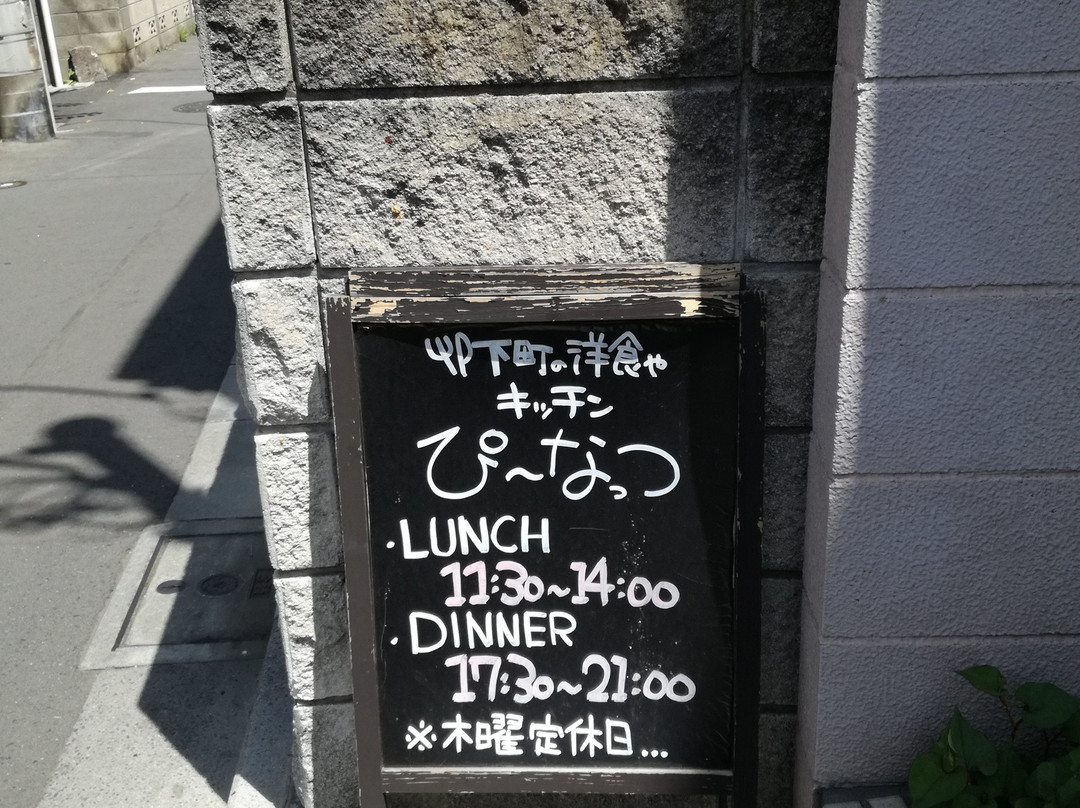 下町の洋食や
キッチン
ぴ～なっつ
・LUNCH
11:30～14:00
・DINNER
17:30～21:00
※木曜定休日...